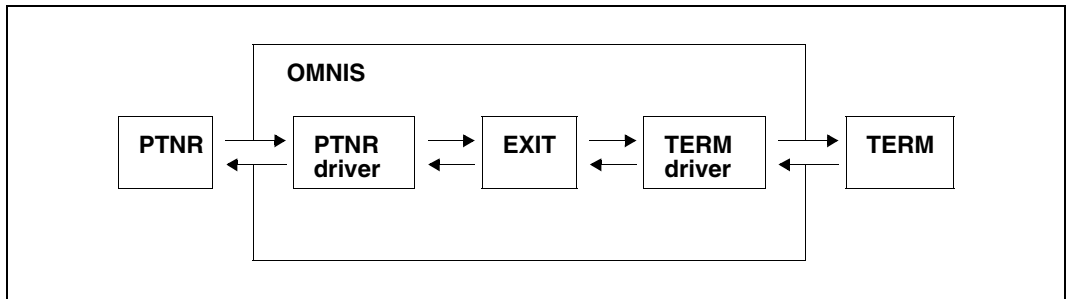 OMNIS
PTNR
PTNR
driver
EXIT
TERM
driver
TERM